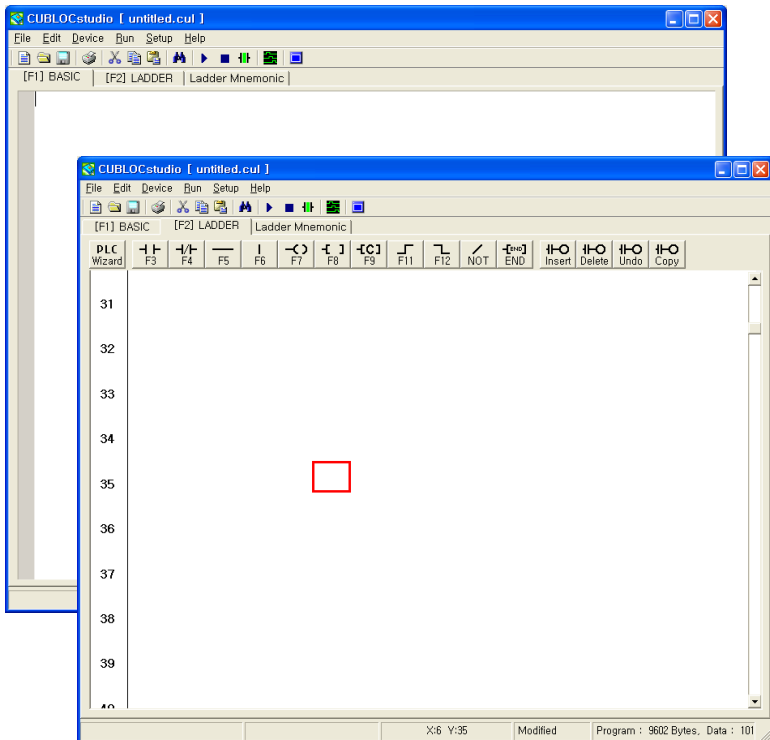 CUBLOCstudio [ untitled.cul ]
File Edit Device Run Setup Help
[F1] BASIC [F2] LADDER Ladder Mnemonic
CUBLOCstudio [ untitled.cul ]
File Edit Device Run Setup Help
[F1] BASIC [F2] LADDER Ladder Mnemonic
PLC Wizard F3 F4 F5 F6 F7 F8 F9 F11 F12 NOT END Insert Delete Undo Copy
31
32
33
34
35
36
37
38
39
X:6 Y:35 Modified Program : 9602 Bytes, Data : 101